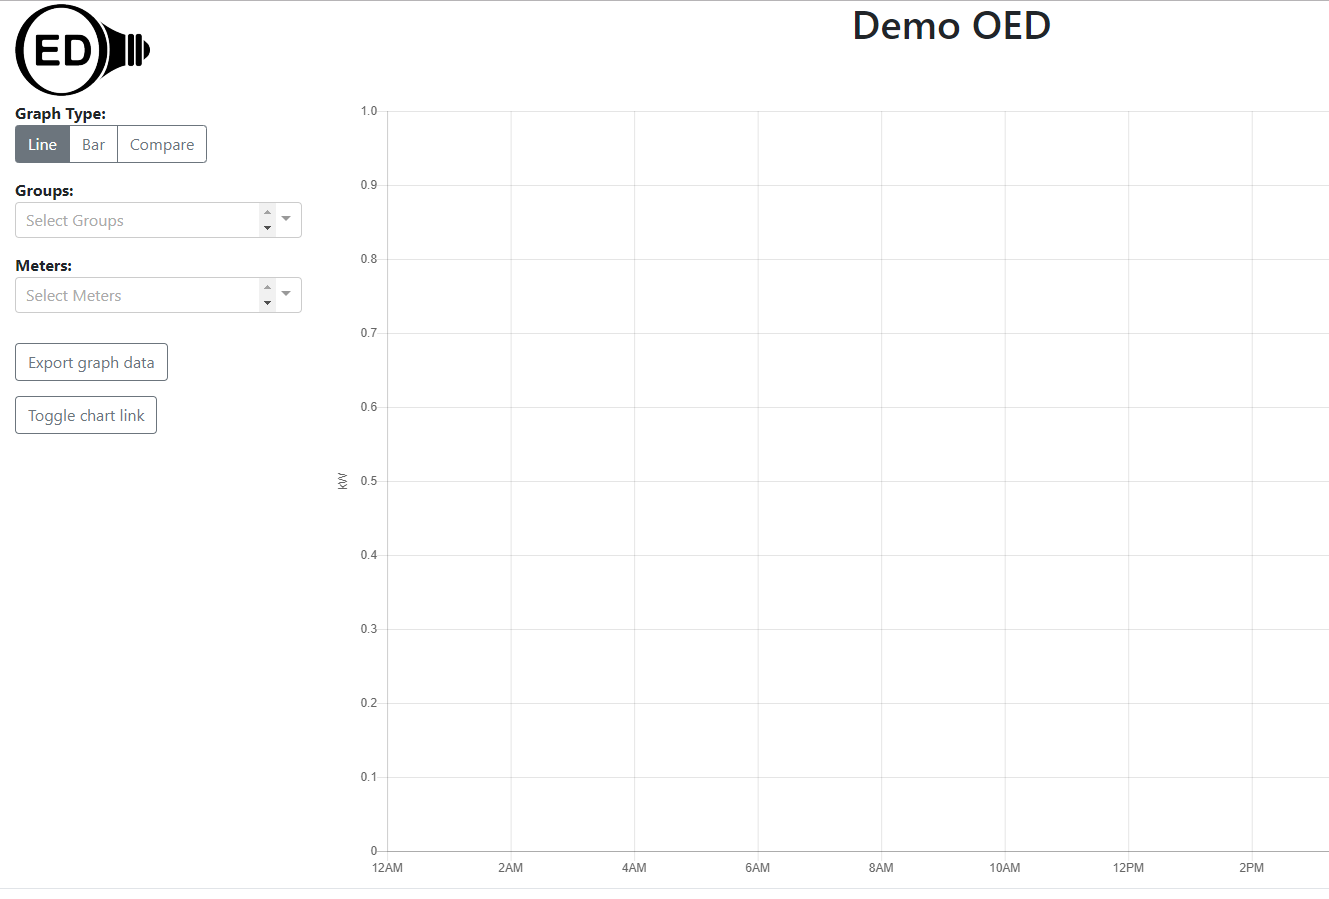 ED
Demo OED
Graph Type:
Line Bar Compare
Groups:
Select Groups
Meters:
Select Meters
Export graph data
Toggle chart link
kW
1.0
0.9
0.8
0.7
0.6
0.5
0.4
0.3
0.2
0.1
0
12AM 2AM 4AM 6AM 8AM 10AM 12PM 2PM